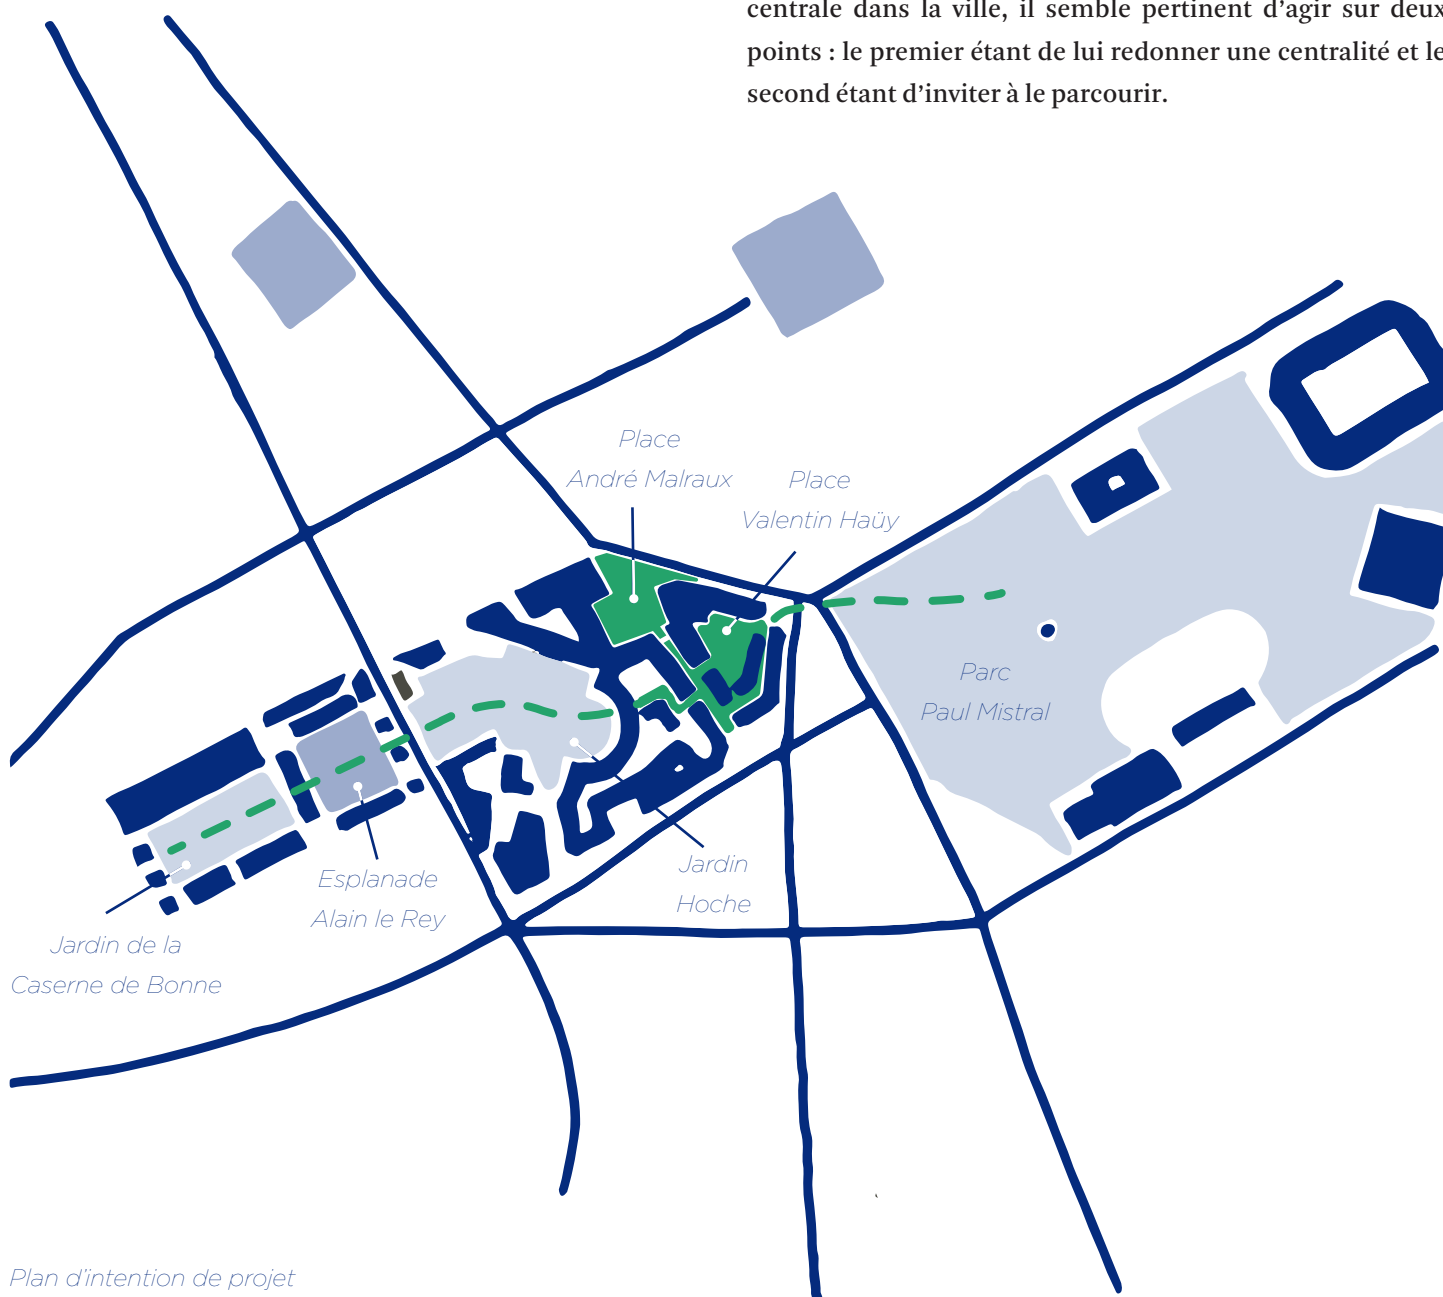 centrale dans la ville, il semble pertinent d’agir sur deux
points : le premier étant de lui redonner une centralité et le
second étant d’inviter à le parcourir.
Place
André Malraux
Place
Valentin Haüy
Parc
Paul Mistral
Jardin
Hoche
Esplanade
Alain le Rey
Jardin de la
Caserne de Bonne
Plan d’intention de projet